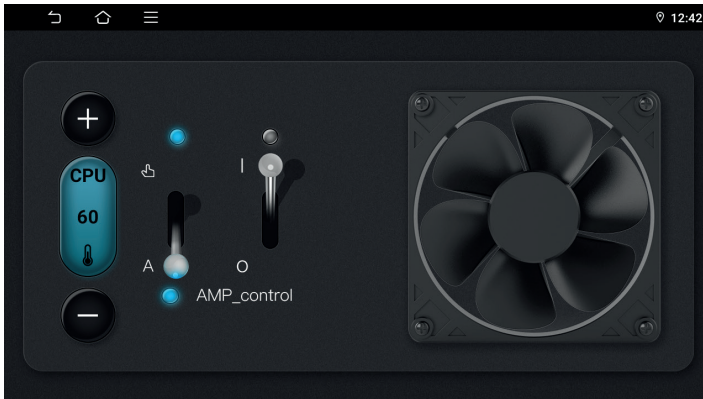 12:42
+
CPU
I
60
A
O
−
AMP_control